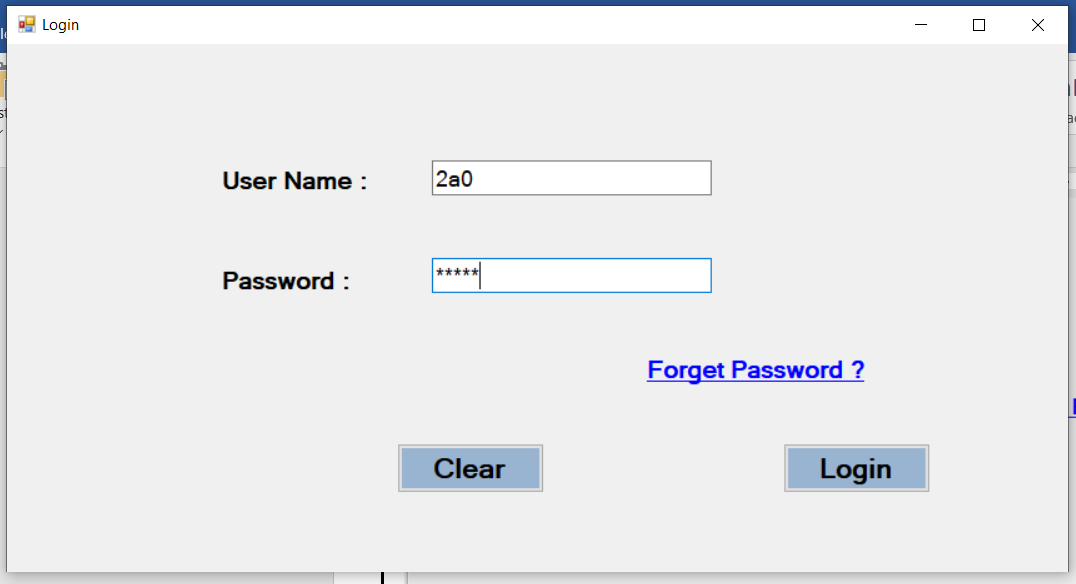 Login
User Name : 2a0
Password : *****
Forget Password ?
Clear Login